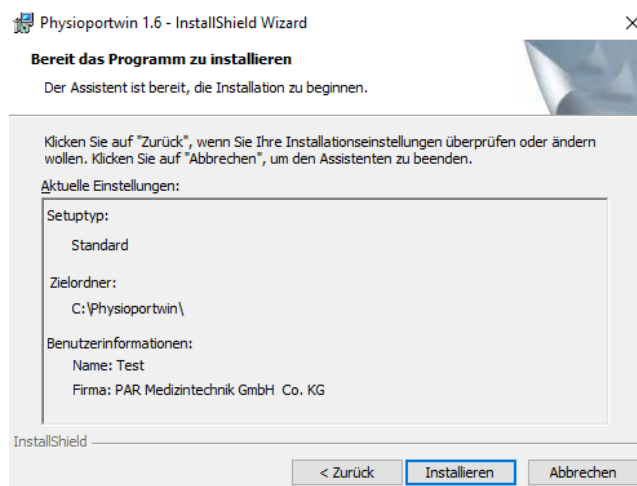 Physioportwin 1.6 - InstallShield Wizard
Bereit das Programm zu installieren
Der Assistent ist bereit, die Installation zu beginnen.
Klicken Sie auf "Zurück", wenn Sie Ihre Installationseinstellungen überprüfen oder ändern
wollen. Klicken Sie auf "Abbrechen", um den Assistenten zu beenden.
Aktuelle Einstellungen:
Setuptyp:
Standard
Zielordner:
C:\Physioportwin\
Benutzerinformationen:
Name: Test
Firma: PAR Medizintechnik GmbH  Co. KG
InstallShield
< Zurück Installieren Abbrechen